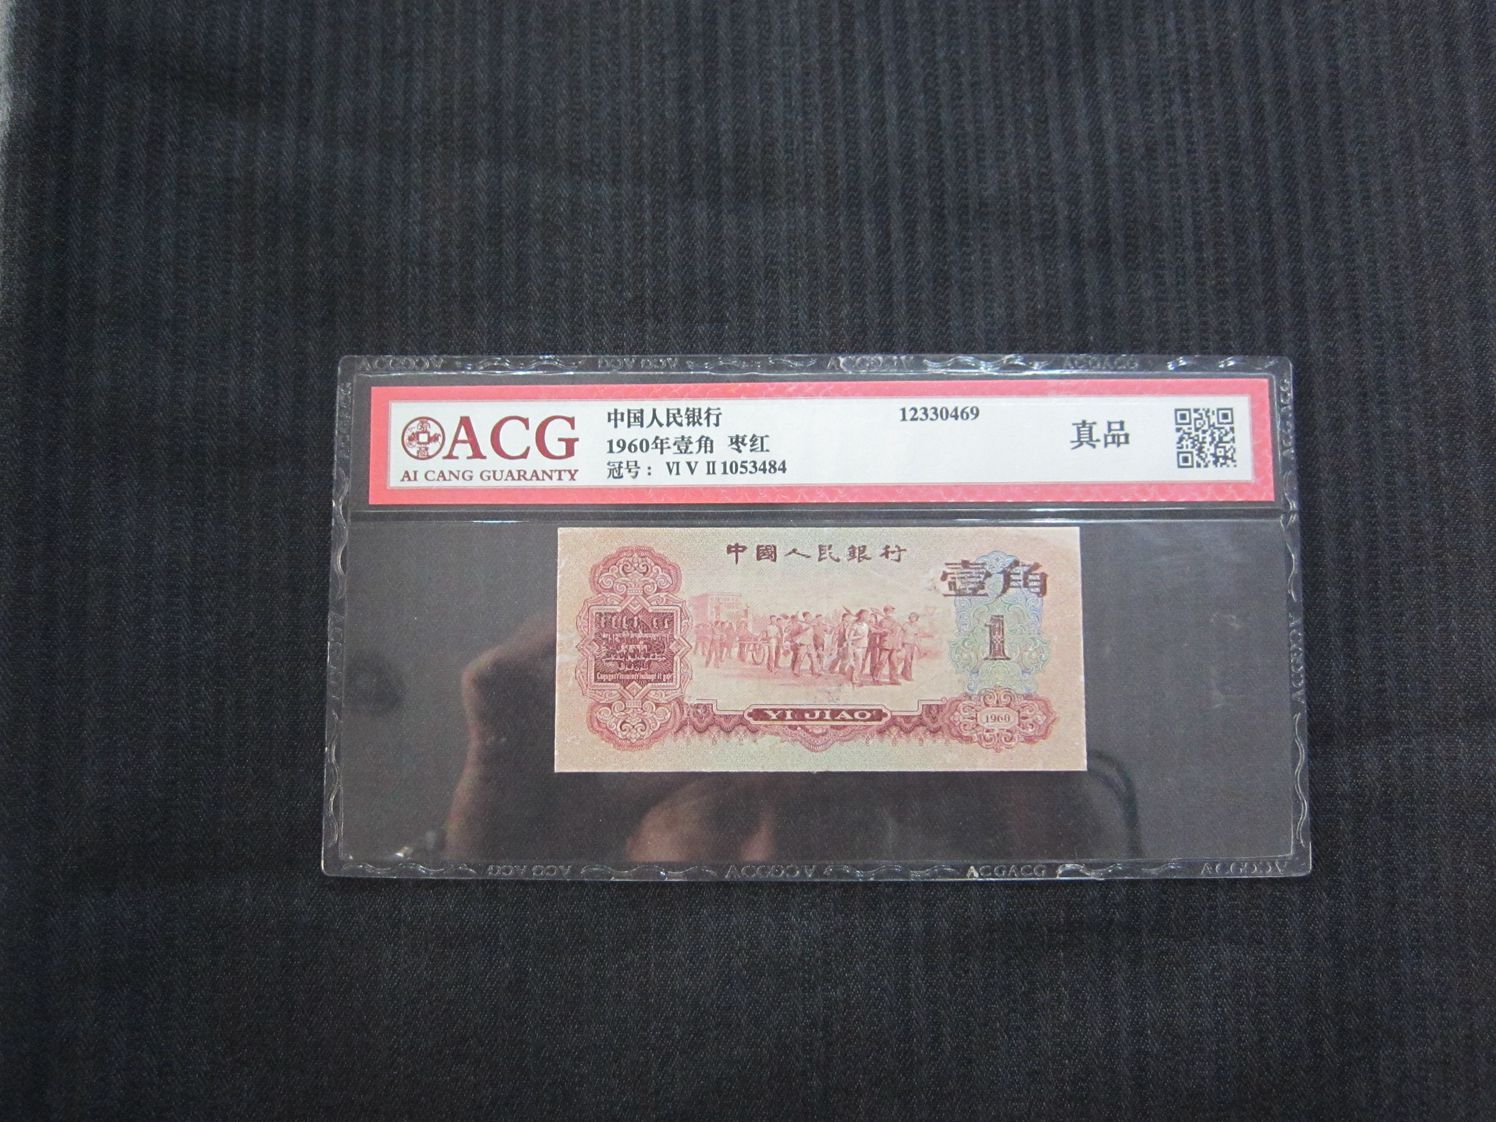 ACG
AI CANG GUARANTY
中国人民银行
1960年壹角 枣红
冠号： Ⅵ Ⅴ Ⅱ 1053484
12330469
真品
中國人民銀行
壹角
1
YI JIAO
1960